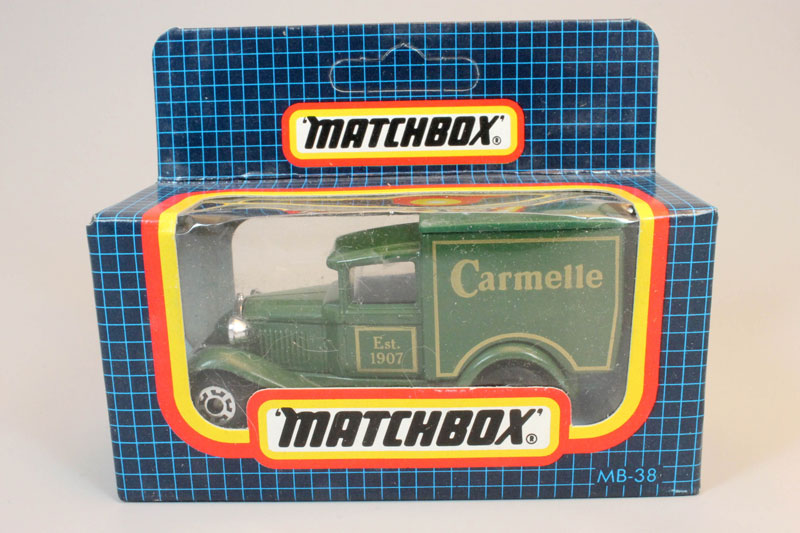 'MATCHBOX'®
Carmelle
Est.
1907
'MATCHBOX'®
MB-38